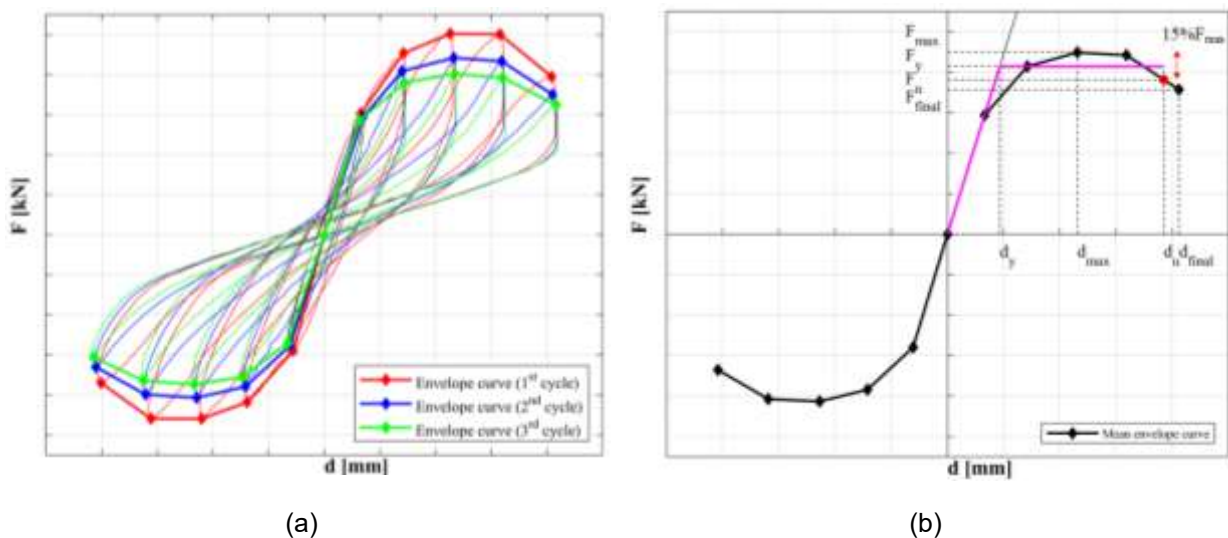 F [kN]
Envelope curve (1st cycle)
Envelope curve (2nd cycle)
Envelope curve (3rd cycle)
d [mm]
(a)
F [kN]
Fmax
Fy
Fu
Ffinal
15%Fmax
dy
dmax
du
dfinal
Mean envelope curve
d [mm]
(b)